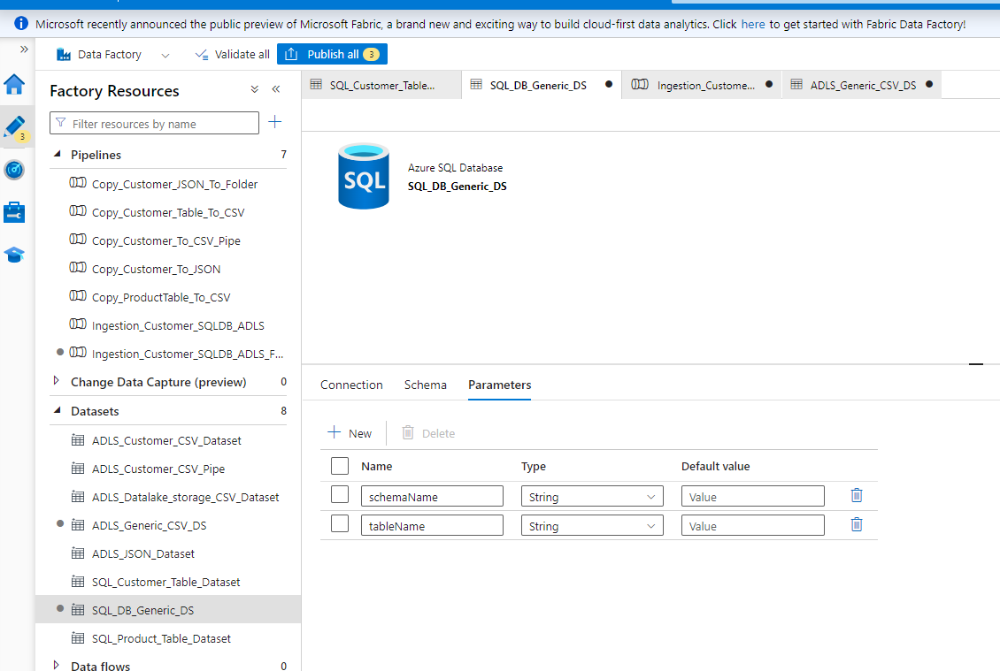 Microsoft recently announced the public preview of Microsoft Fabric, a brand new and exciting way to build cloud-first data analytics. Click here to get started with Fabric Data Factory!
Data Factory
Validate all
Publish all 3
Factory Resources
SQL_Customer_Table...
SQL_DB_Generic_DS
Ingestion_Custome...
ADLS_Generic_CSV_DS
Filter resources by name
3
Pipelines 7
Copy_Customer_JSON_To_Folder
Copy_Customer_Table_To_CSV
Copy_Customer_To_CSV_Pipe
Copy_Customer_To_JSON
Copy_ProductTable_To_CSV
Ingestion_Customer_SQLDB_ADLS
Ingestion_Customer_SQLDB_ADLS_F...
Change Data Capture (preview) 0
Datasets 8
ADLS_Customer_CSV_Dataset
ADLS_Customer_CSV_Pipe
ADLS_Datalake_storage_CSV_Dataset
ADLS_Generic_CSV_DS
ADLS_JSON_Dataset
SQL_Customer_Table_Dataset
SQL_DB_Generic_DS
SQL_Product_Table_Dataset
Data flows 0
SQL
Azure SQL Database
SQL_DB_Generic_DS
Connection Schema Parameters
New Delete
Name Type Default value
schemaName String Value
tableName String Value